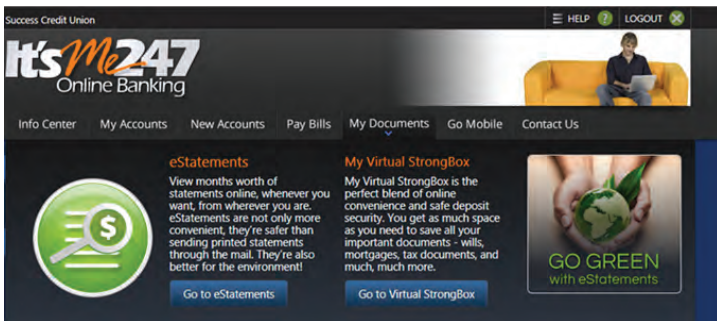 Success Credit Union
HELP ?
LOGOUT
It's Me 247
Online Banking
Info Center My Accounts New Accounts Pay Bills My Documents Go Mobile Contact Us
eStatements
View months worth of
statements online, whenever you
want, from wherever you are.
eStatements are not only more
convenient, they're safer than
sending printed statements
through the mail. They're also
better for the environment!
Go to eStatements
My Virtual StrongBox
My Virtual StrongBox is the
perfect blend of online
convenience and safe deposit
security. You get as much space
as you need to save all your
important documents - wills,
mortgages, tax documents, and
much, much more.
Go to Virtual StrongBox
$
GO GREEN
with eStatements